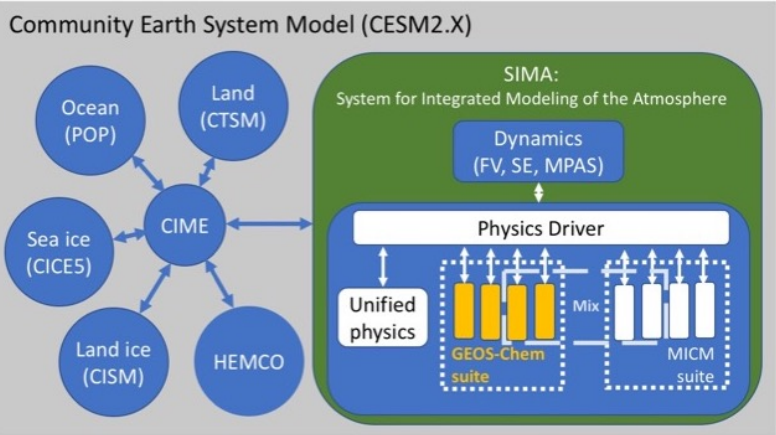 Community Earth System Model (CESM2.X)
Ocean
(POP)
Land
(CTSM)
CIME
Sea ice
(CICE5)
Land ice
(CISM)
HEMCO
SIMA:
System for Integrated Modeling of the Atmosphere
Dynamics
(FV, SE, MPAS)
Physics Driver
Unified
physics
GEOS-Chem
suite
Mix
MICM
suite